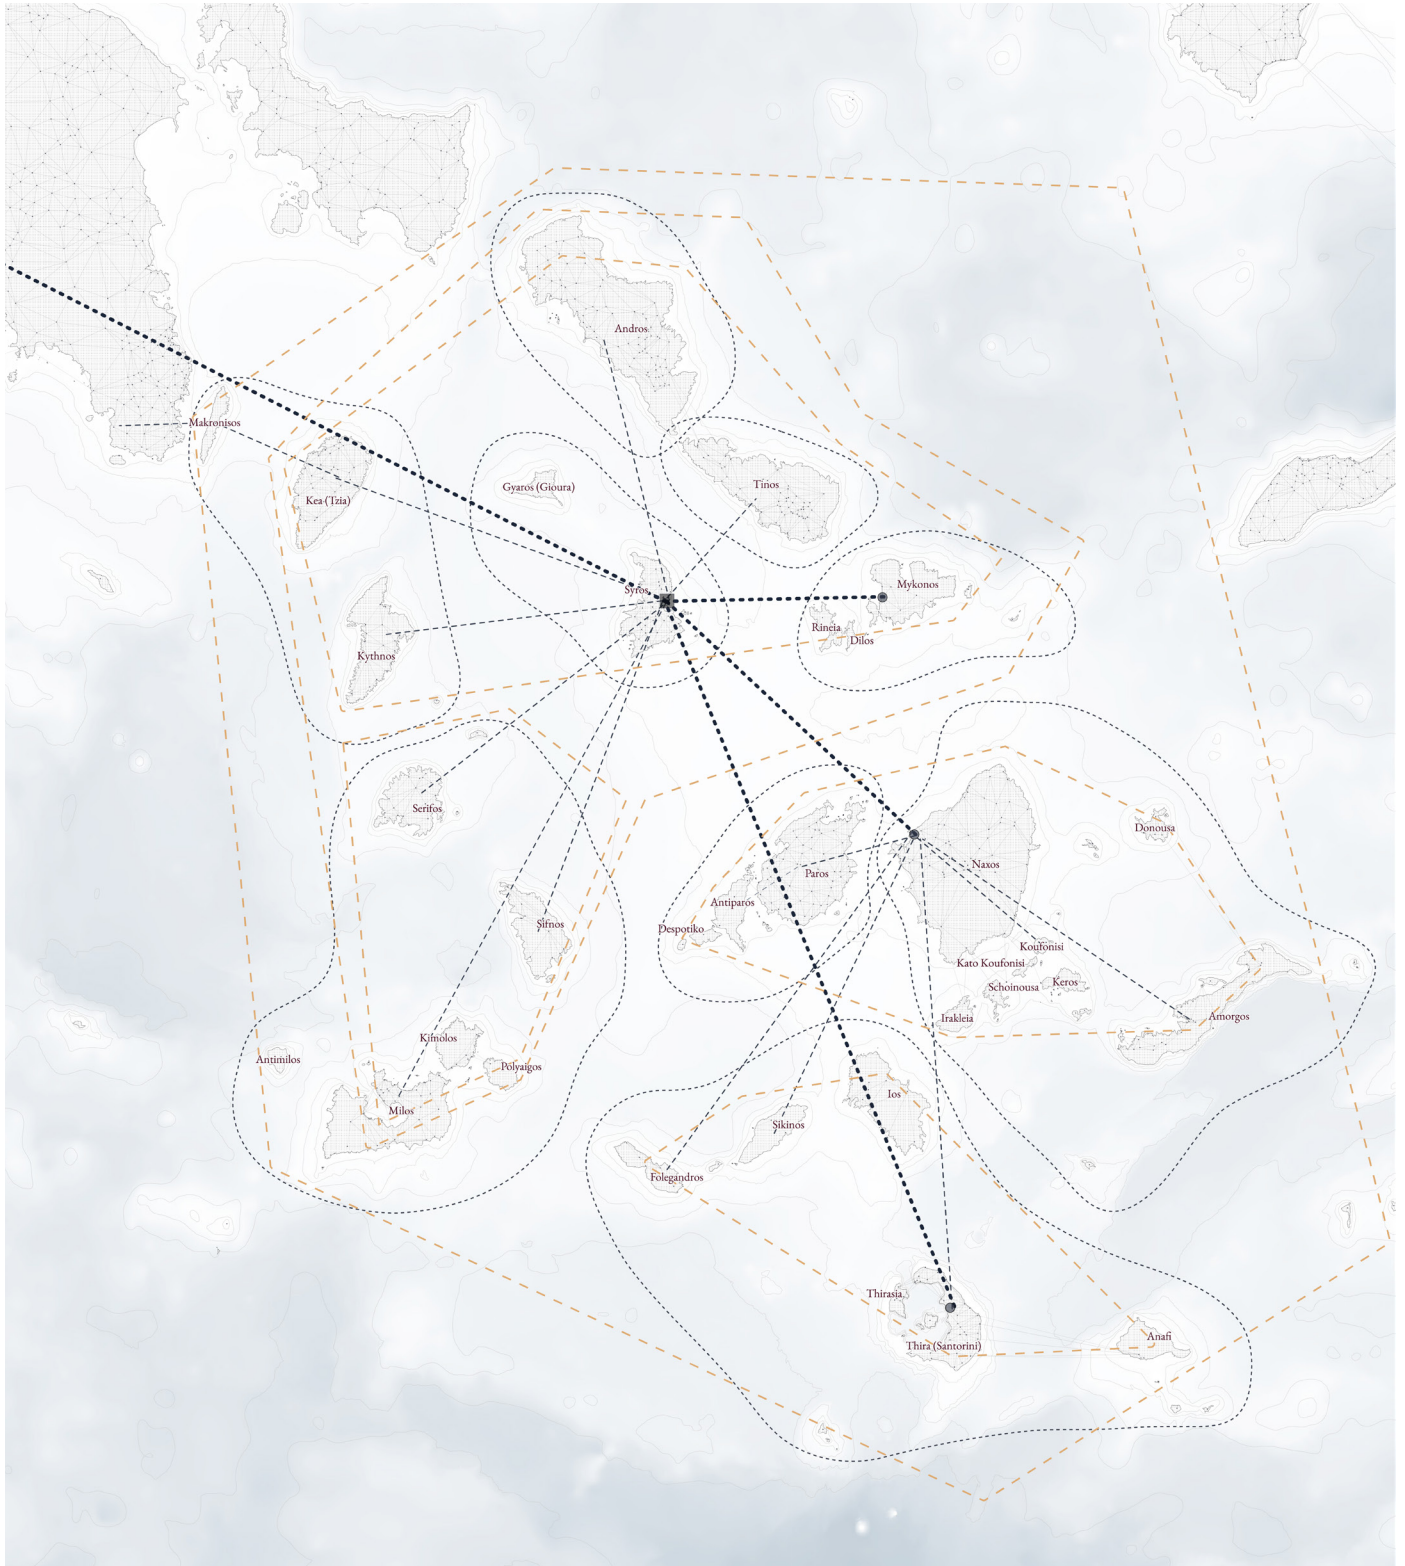 Andros
Makronisos
Tinos
Gyaros (Gioura)
Kea (Tzia)
Mykonos
Syros
Rineia
Dilos
Kythnos
Serifos
Donousa
Naxos
Paros
Antiparos
Sifnos
Despotiko
Koufonisi
Kato Koufonisi
Keros
Schoinousa
Irakleia
Amorgos
Kimolos
Antimilos
Polyaigos
Ios
Milos
Sikinos
Folegandros
Thirasia
Anafi
Thira (Santorini)